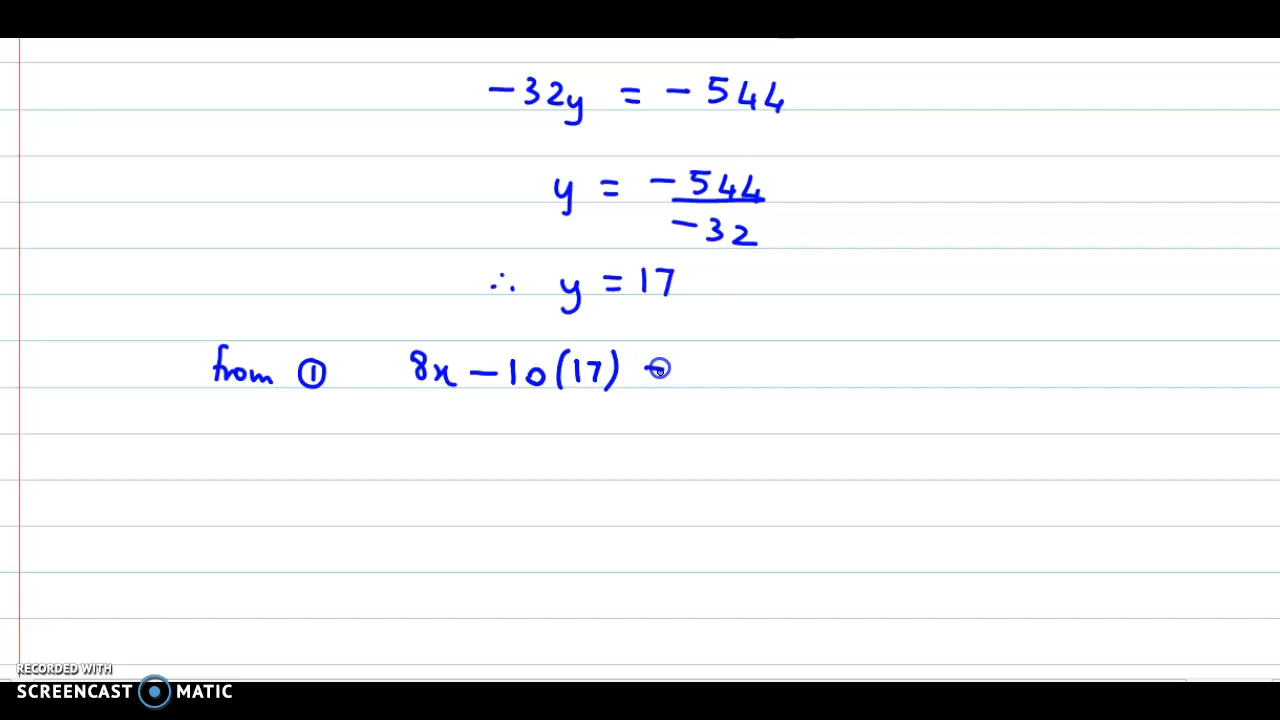 -32y = -544
y = -544
-32
∴ y = 17
from ① 8x - 10(17) =
RECORDED WITH
SCREENCAST MATIC